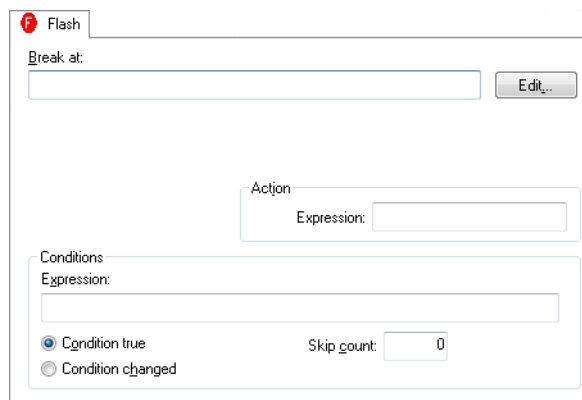 F Flash
Break at:
Edit...
Action
Expression:
Conditions
Expression:
Condition true
Skip count: 0
Condition changed